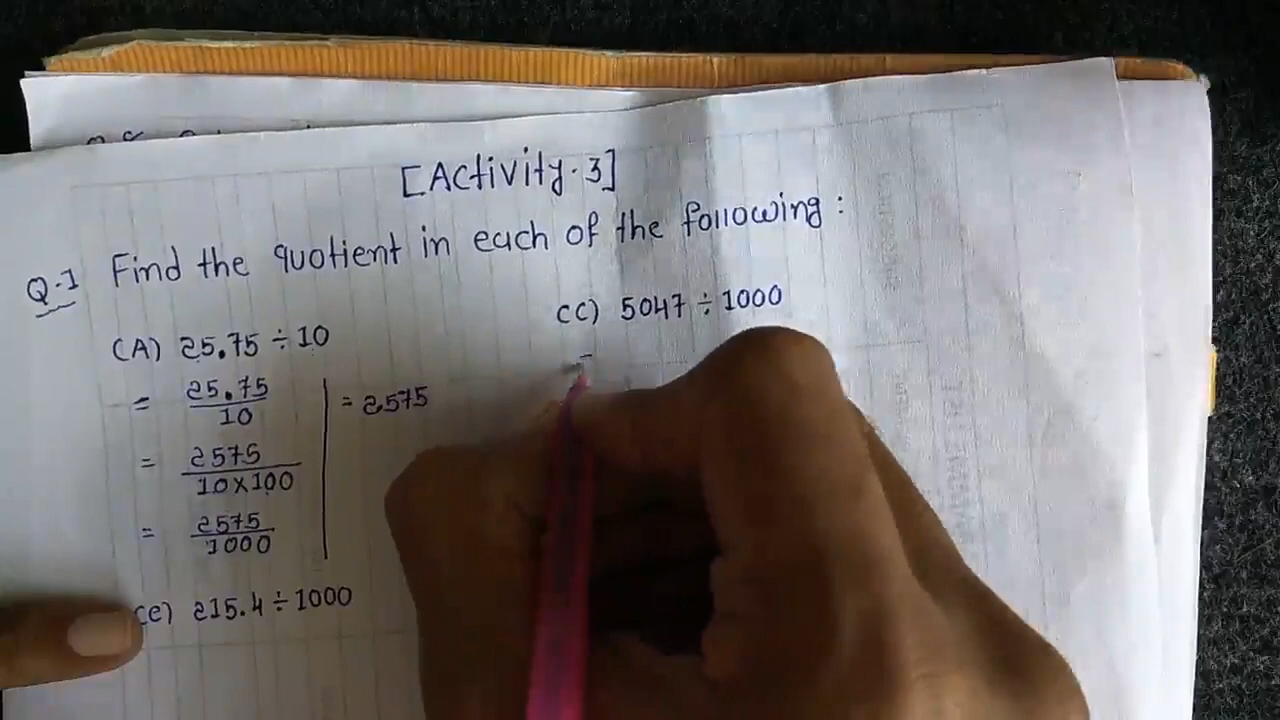 [Activity.3]
Q.1 Find the quotient in each of the following:
(A) 25.75 ÷ 10
= 25.75 / 10
= 2575 / 10×100
= 2575 / 1000
= 2575
(C) 5047 ÷ 1000
=
(e) 215.4 ÷ 1000